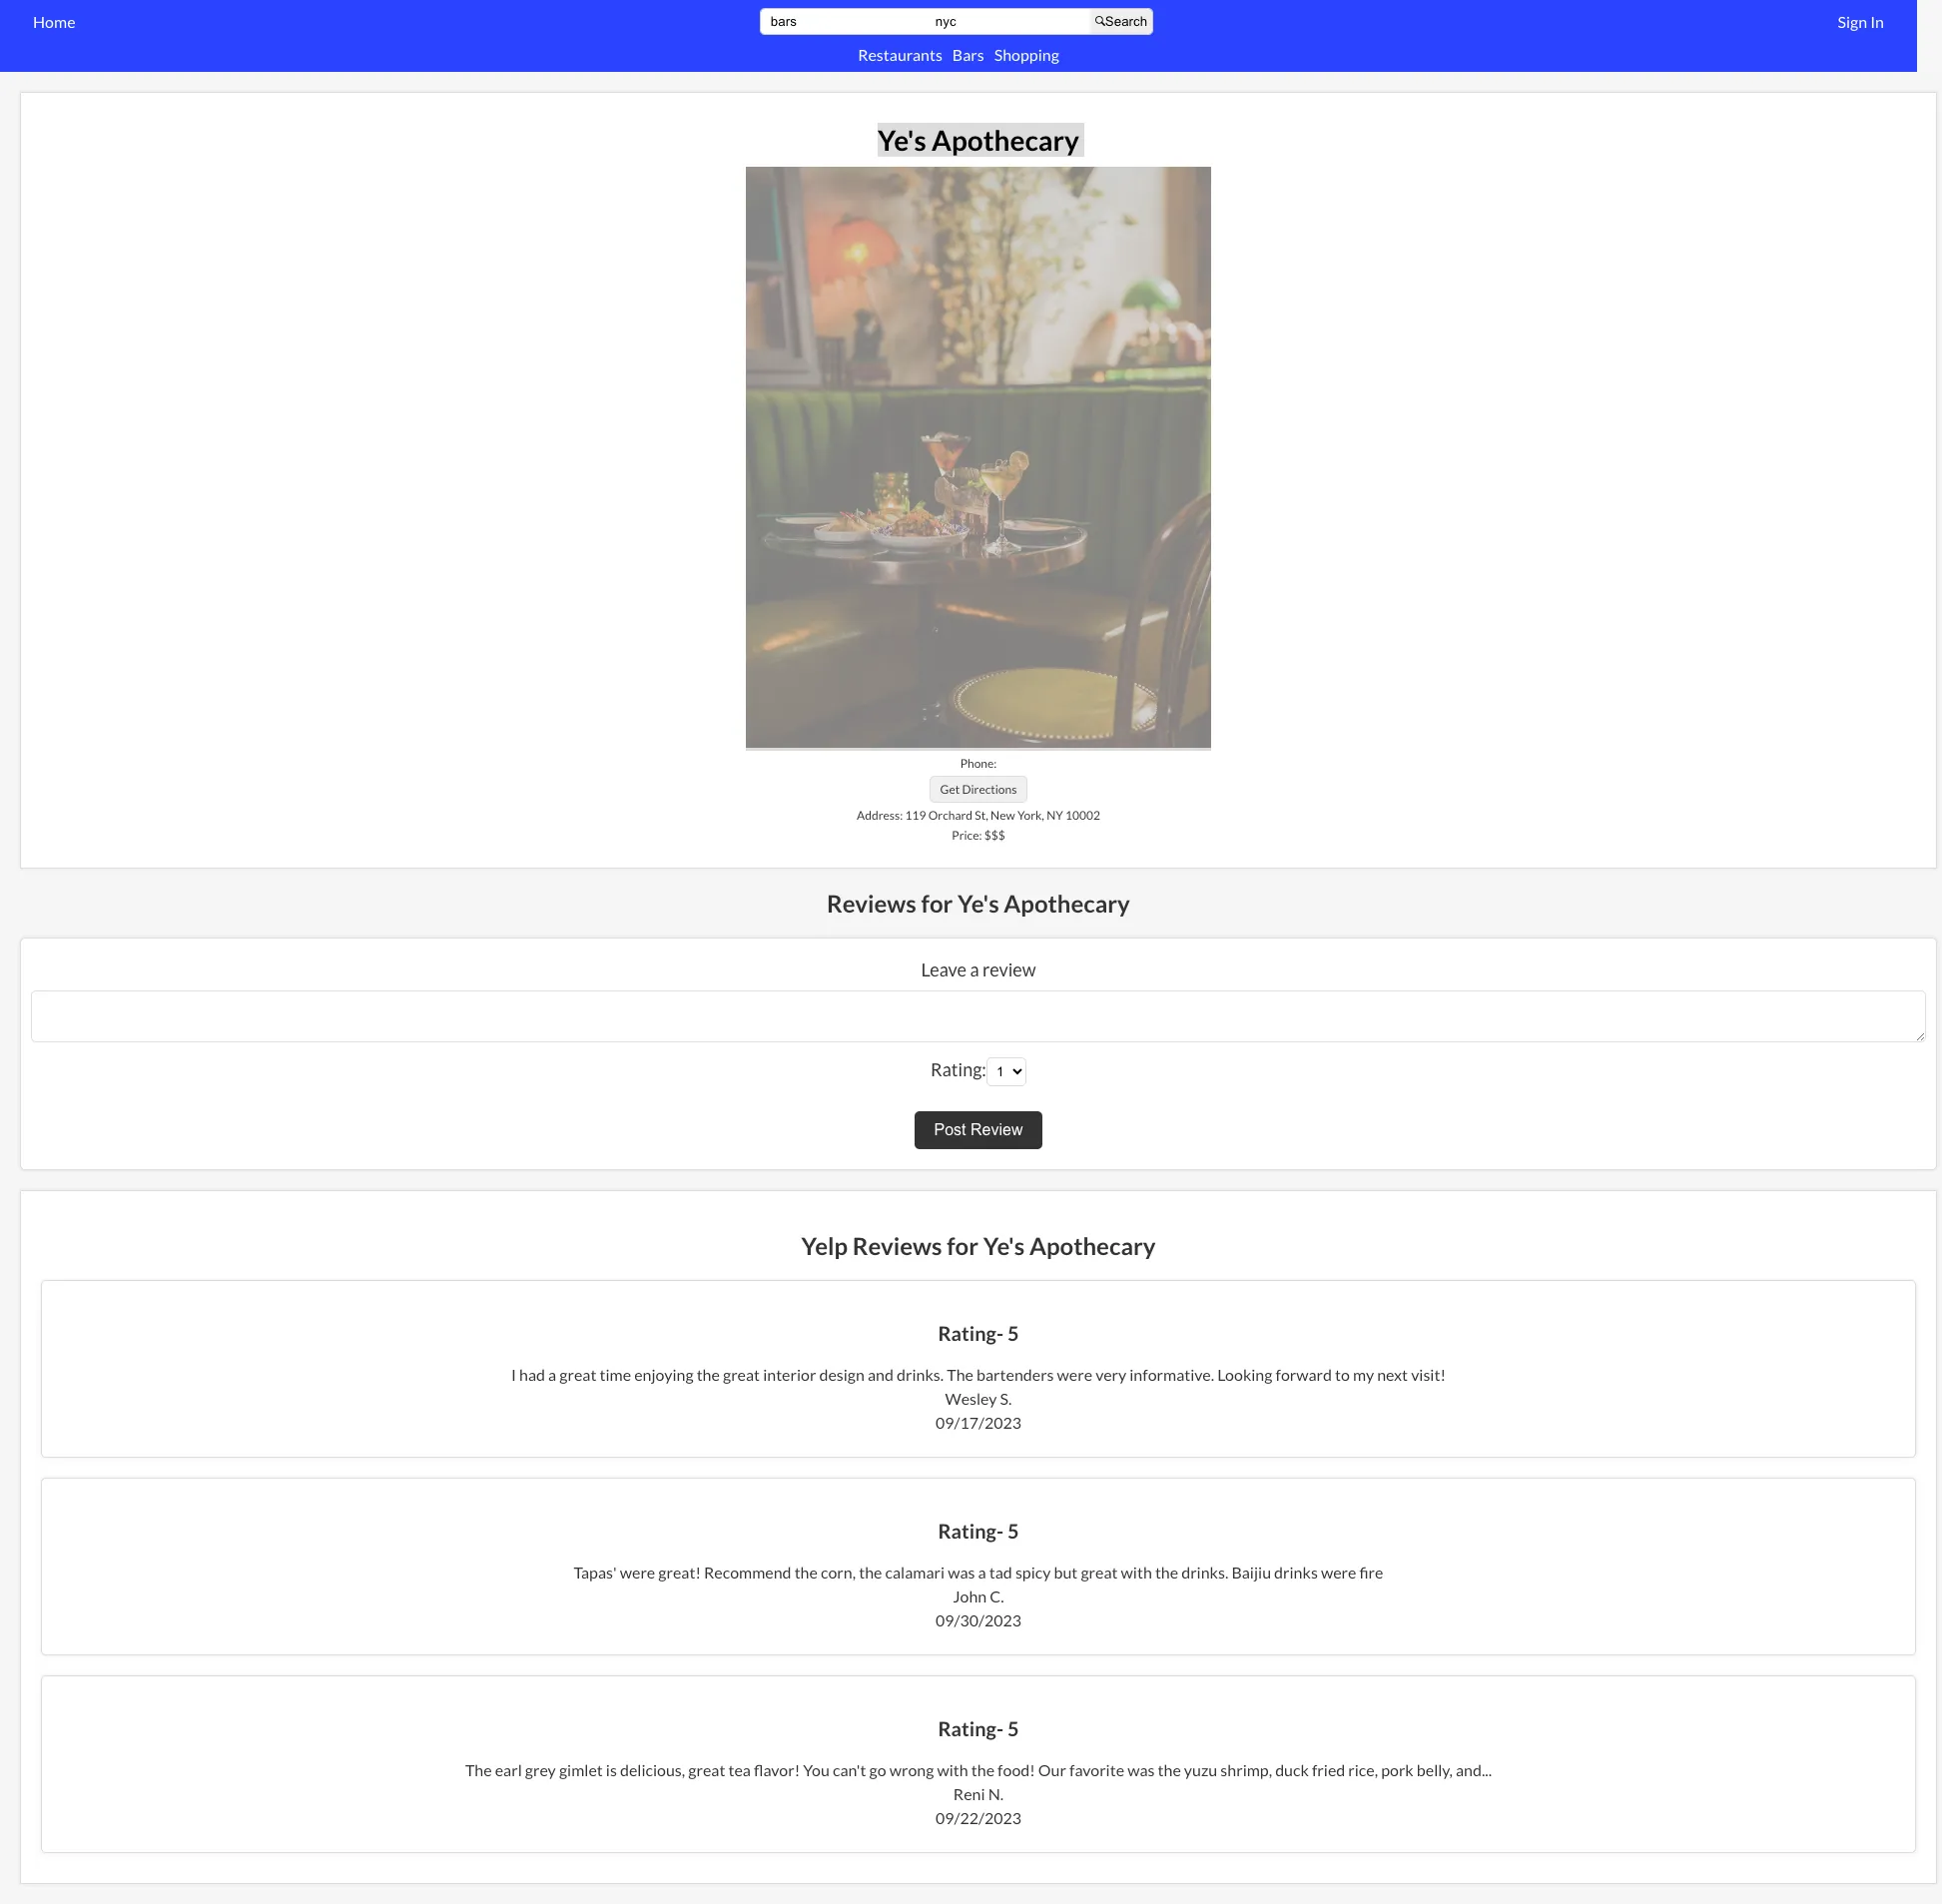 Home
bars nyc Search
Sign In
Restaurants Bars Shopping
Ye's Apothecary
Phone:
Get Directions
Address: 119 Orchard St, New York, NY 10002
Price: $$$
Reviews for Ye's Apothecary
Leave a review
Rating: 1
Post Review
Yelp Reviews for Ye's Apothecary
Rating- 5
I had a great time enjoying the great interior design and drinks. The bartenders were very informative. Looking forward to my next visit!
Wesley S.
09/17/2023
Rating- 5
Tapas' were great! Recommend the corn, the calamari was a tad spicy but great with the drinks. Baijiu drinks were fire
John C.
09/30/2023
Rating- 5
The earl grey gimlet is delicious, great tea flavor! You can't go wrong with the food! Our favorite was the yuzu shrimp, duck fried rice, pork belly, and...
Reni N.
09/22/2023